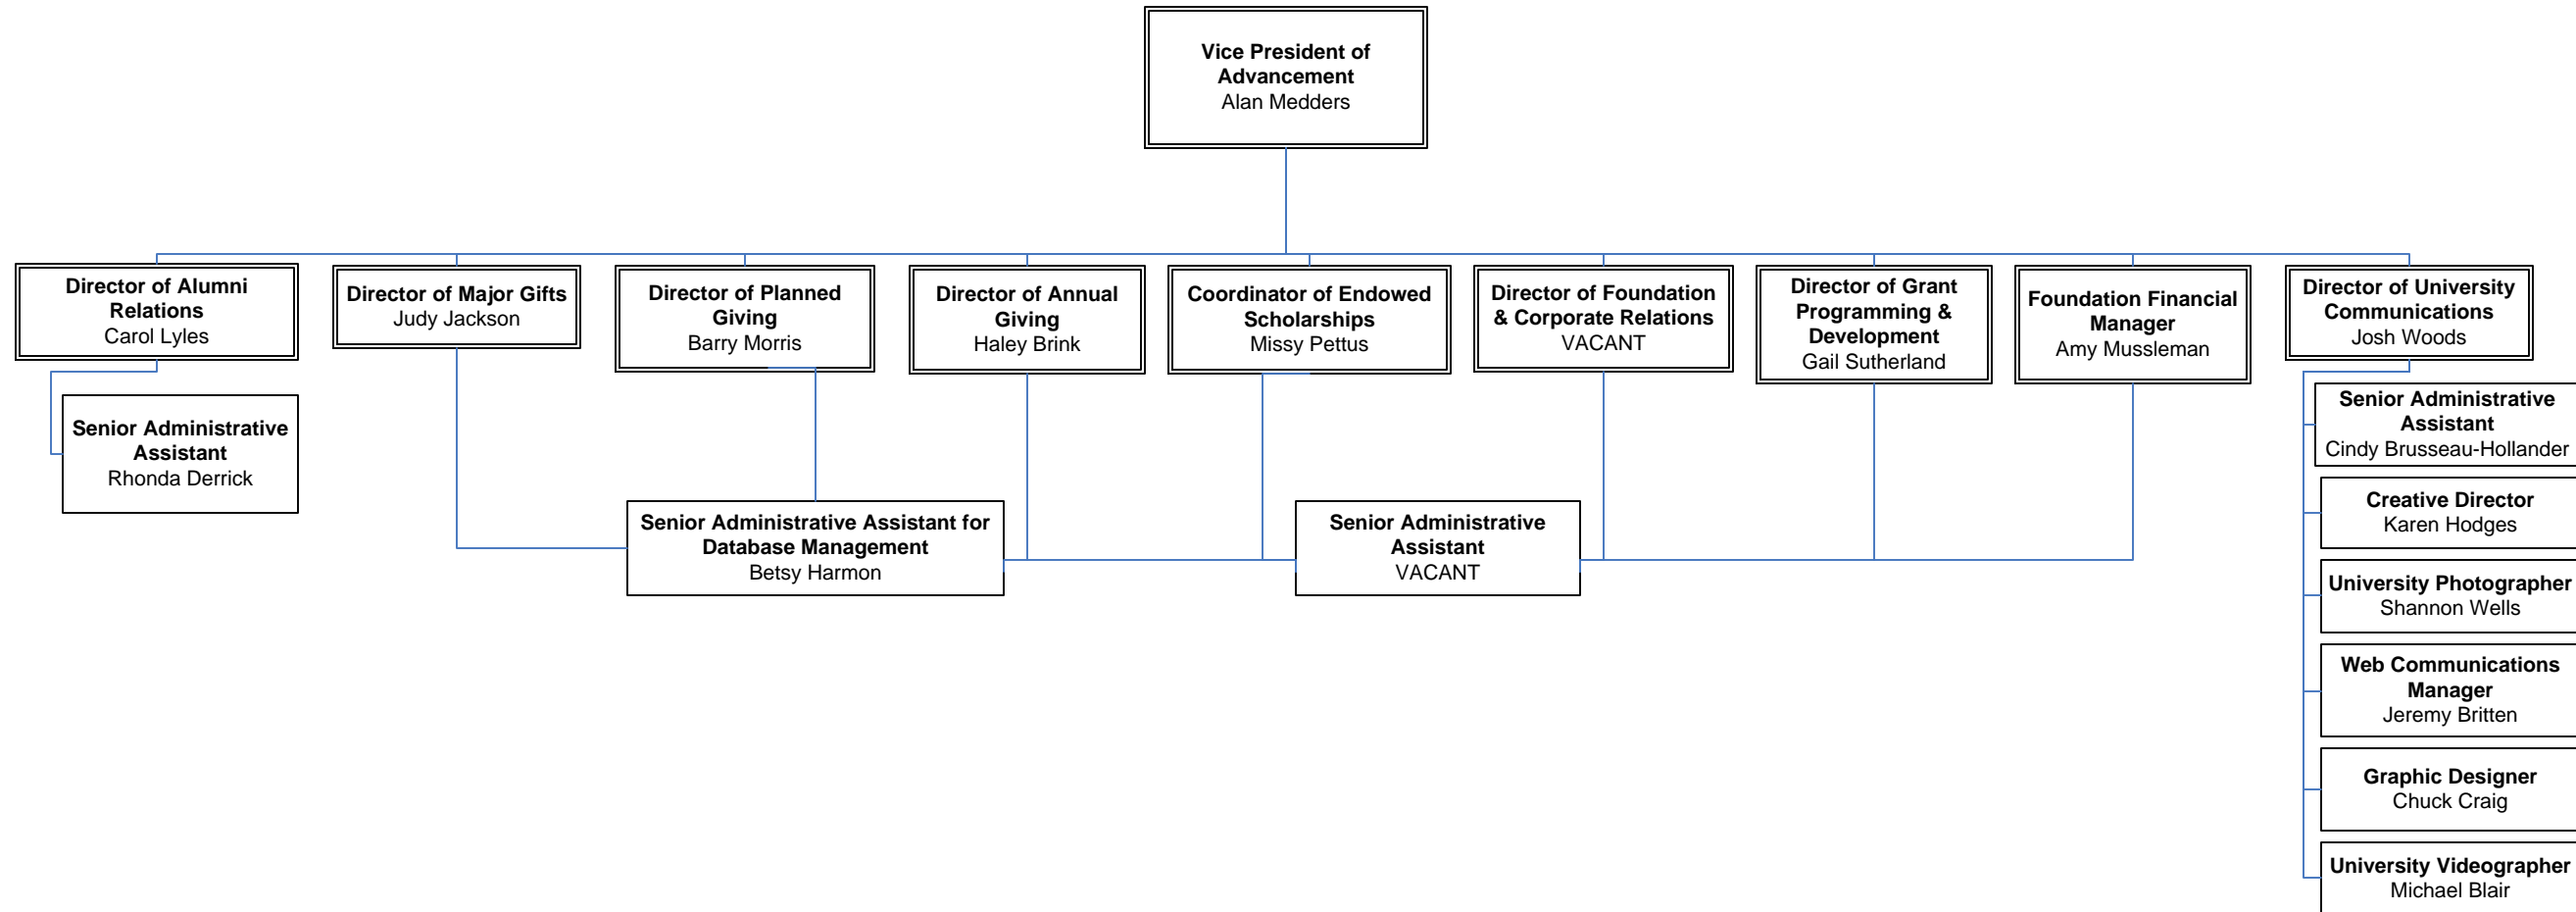 Vice President of
Advancement
Alan Medders
Director of Alumni
Relations
Carol Lyles
Director of Major Gifts
Judy Jackson
Director of Planned
Giving
Barry Morris
Director of Annual
Giving
Haley Brink
Coordinator of Endowed
Scholarships
Missy Pettus
Director of Foundation
& Corporate Relations
VACANT
Director of Grant
Programming &
Development
Gail Sutherland
Foundation Financial
Manager
Amy Mussleman
Director of University
Communications
Josh Woods
Senior Administrative
Assistant
Rhonda Derrick
Senior Administrative Assistant for
Database Management
Betsy Harmon
Senior Administrative
Assistant
VACANT
Senior Administrative
Assistant
Cindy Brusseau-Hollander
Creative Director
Karen Hodges
University Photographer
Shannon Wells
Web Communications
Manager
Jeremy Britten
Graphic Designer
Chuck Craig
University Videographer
Michael Blair